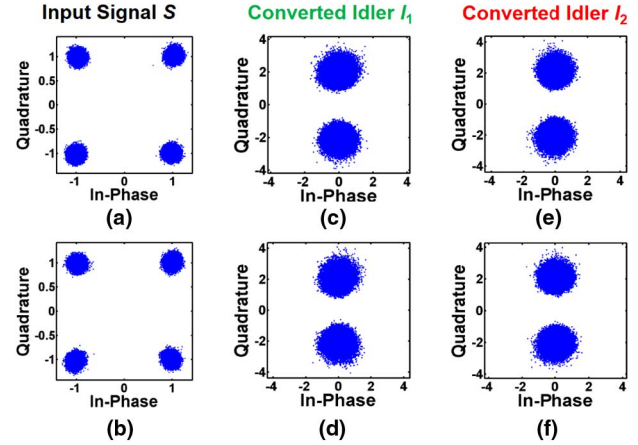 Input Signal S
Converted Idler I1
Converted Idler I2
Quadrature
1
0.5
0
-0.5
-1
-1
0
1
In-Phase
(a)
Quadrature
4
2
0
-2
-4
-4
-2
0
2
4
In-Phase
(c)
Quadrature
4
2
0
-2
-4
-4
-2
0
2
4
In-Phase
(e)
Quadrature
1
0.5
0
-0.5
-1
-1
0
1
In-Phase
(b)
Quadrature
4
2
0
-2
-4
-4
-2
0
2
4
In-Phase
(d)
Quadrature
4
2
0
-2
-4
-2
0
2
4
In-Phase
(f)